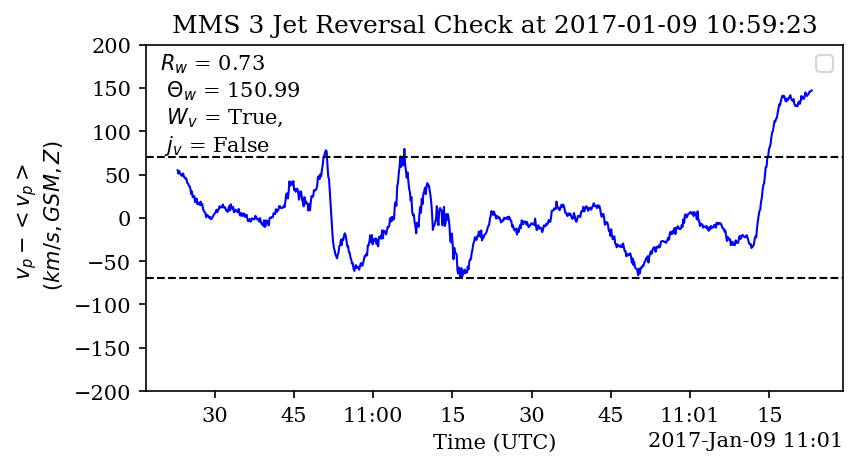 MMS 3 Jet Reversal Check at 2017-01-09 10:59:23
200
150
100
50
0
−50
−100
−150
−200
v_p − < v_p >
(km/s, GSM, Z)
R_w = 0.73
Θ_w = 150.99
W_v = True,
j_v = False
30 45 11:00 15 30 45 11:01 15
Time (UTC)
2017-Jan-09 11:01